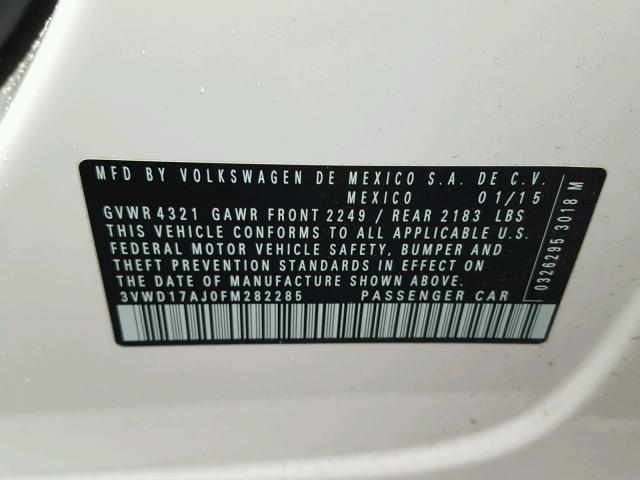 MFD BY VOLKSWAGEN DE MEXICO S.A. DE C.V.
MEXICO 01/15
GVWR 4321 GAWR FRONT 2249 / REAR 2183 LBS
THIS VEHICLE CONFORMS TO ALL APPLICABLE U.S.
FEDERAL MOTOR VEHICLE SAFETY, BUMPER AND
THEFT PREVENTION STANDARDS IN EFFECT ON
THE DATE OF MANUFACTURE SHOWN ABOVE.
3VWD17AJ0FM282285 PASSENGER CAR
0326295 3018 M